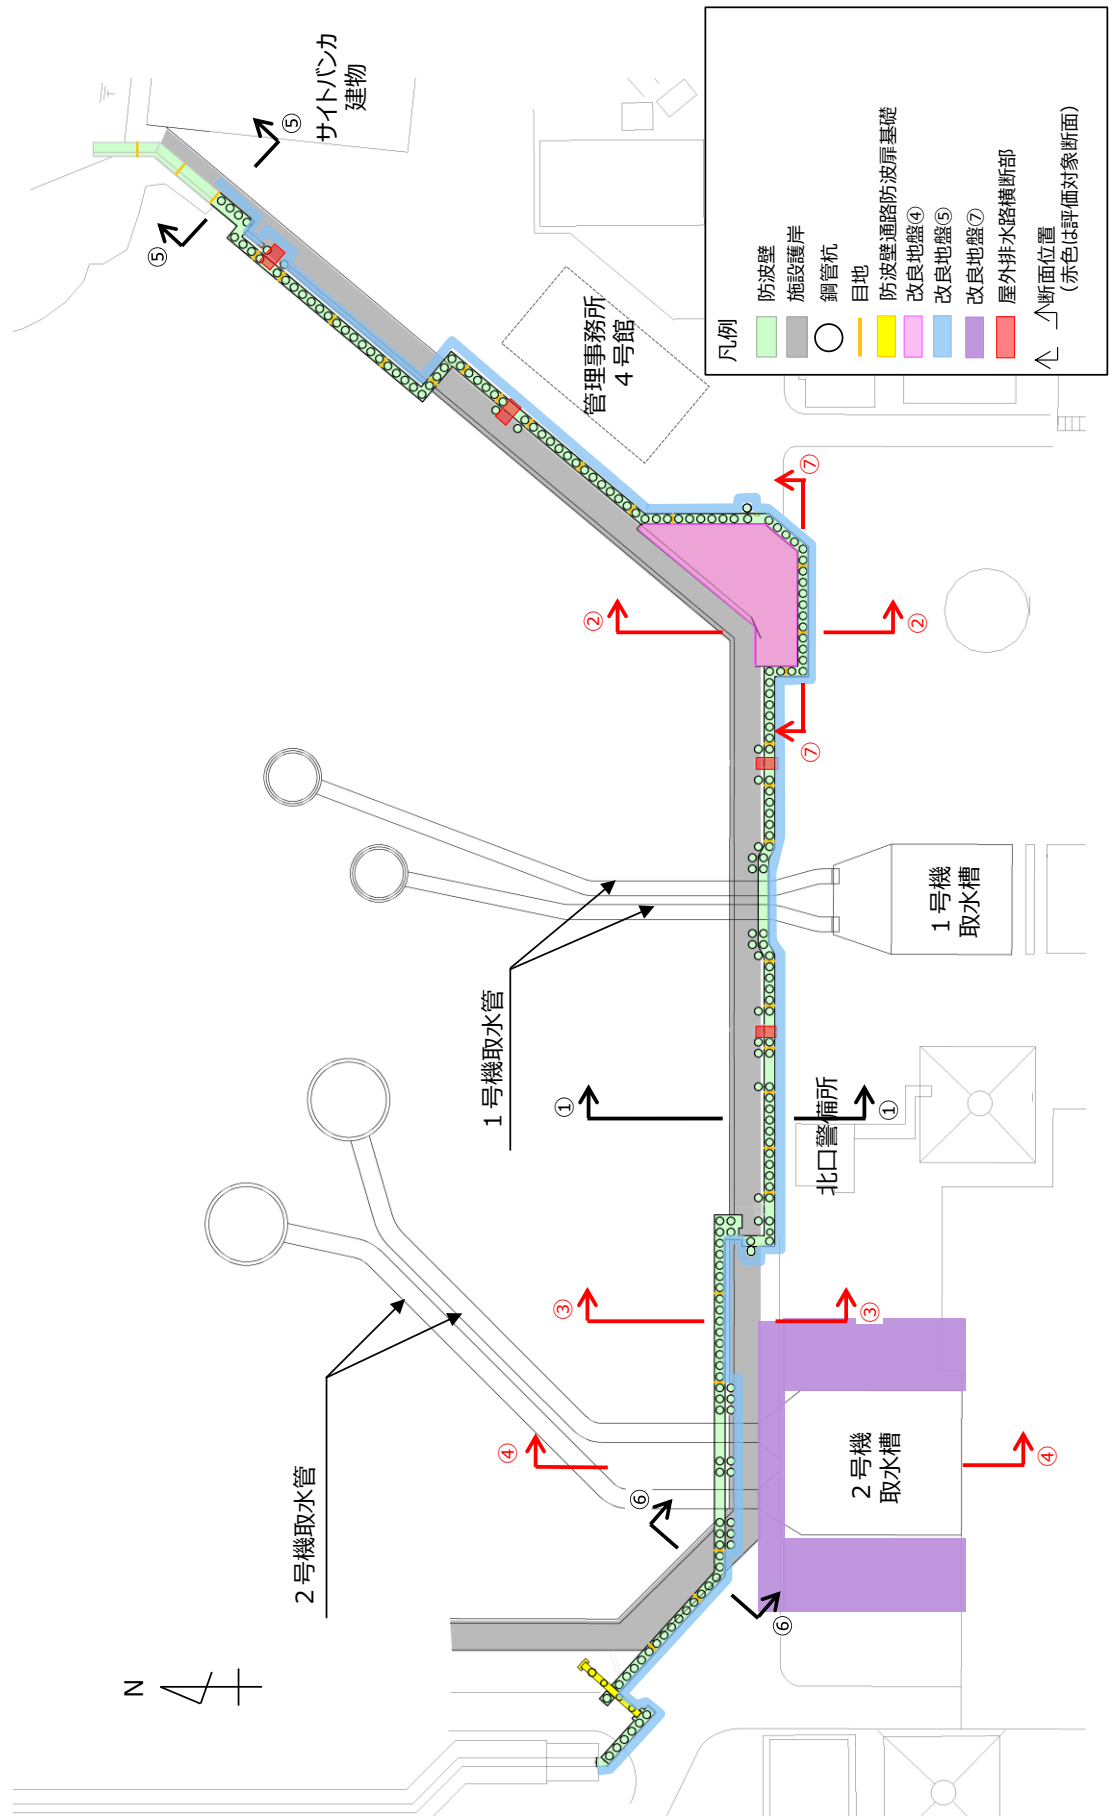 N
2号機取水管
1号機取水管
④
④
③
③
⑥
⑥
①
①
②
②
⑦
⑦
⑤
⑤
2号機
取水槽
北口警備所
1号機
取水槽
管理事務所
4号館
サイトバンカ
建物
凡例
防波壁
施設護岸
鋼管杭
目地
防波壁通路防波扉基礎
改良地盤④
改良地盤⑤
改良地盤⑦
屋外排水路横断部
断面位置
(赤色は評価対象断面)